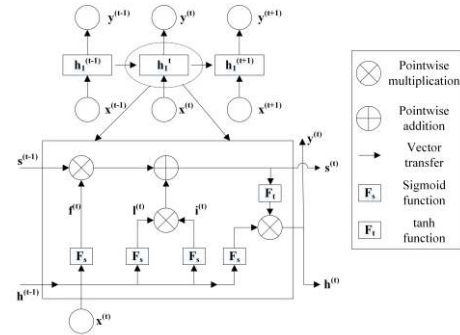 y(t-1) y(t) y(t+1)
h1(t-1) h1t h1(t+1)
x(t-1) x(t) x(t+1)
y(t)
s(t-1) s(t)
Ft
f(t) l(t) i(t)
Fs Fs Fs Fs
h(t-1) h(t)
x(t)
Pointwise
multiplication
Pointwise
addition
Vector
transfer
Fs Sigmoid
function
Ft tanh
function